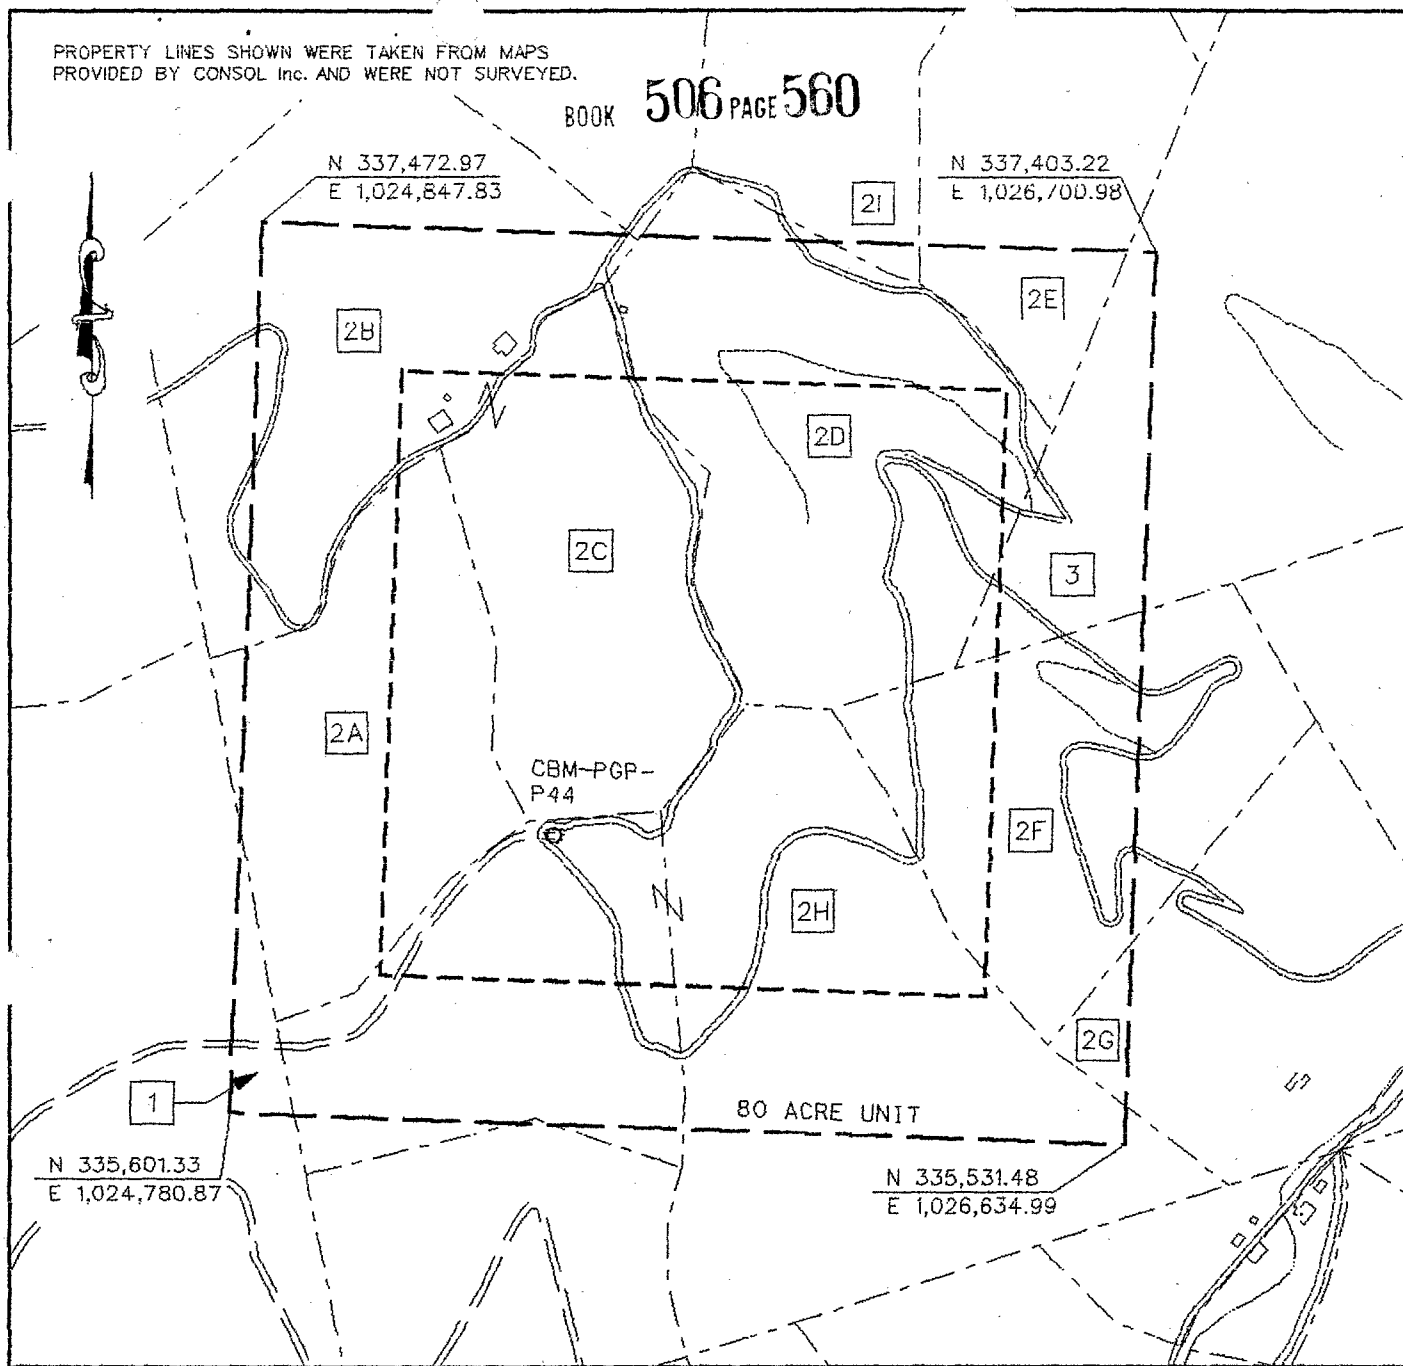 PROPERTY LINES SHOWN WERE TAKEN FROM MAPS
PROVIDED BY CONSOL Inc. AND WERE NOT SURVEYED.
BOOK 506 PAGE 560
N 337,472.97
E 1,024,847.83
N 337,403.22
E 1,026,700.98
2I
2E
2B
2D
2C
3
2A
CBM-PGP-
P44
2F
2H
2G
1
80 ACRE UNIT
N 335,601.33
E 1,024,780.87
N 335,531.48
E 1,026,634.99